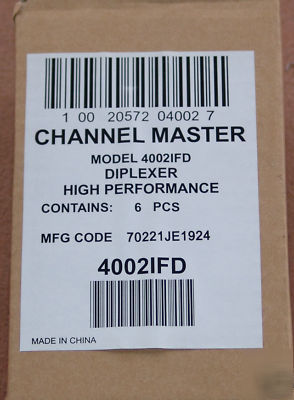 1 00 20572 04002 7
CHANNEL MASTER
MODEL 4002IFD
DIPLEXER
HIGH PERFORMANCE
CONTAINS: 6 PCS
MFG CODE 70221JE1924
4002IFD
MADE IN CHINA